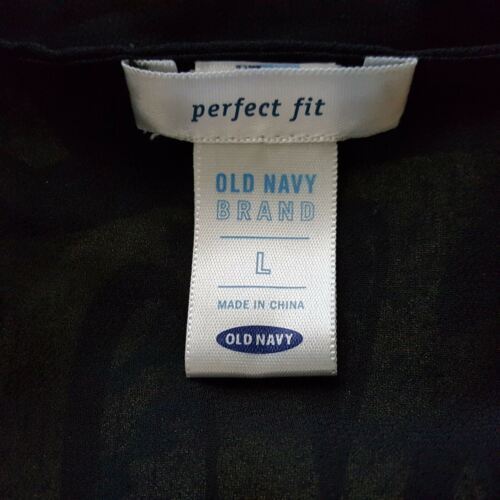 perfect fit
OLD NAVY
BRAND
L
MADE IN CHINA
OLD NAVY